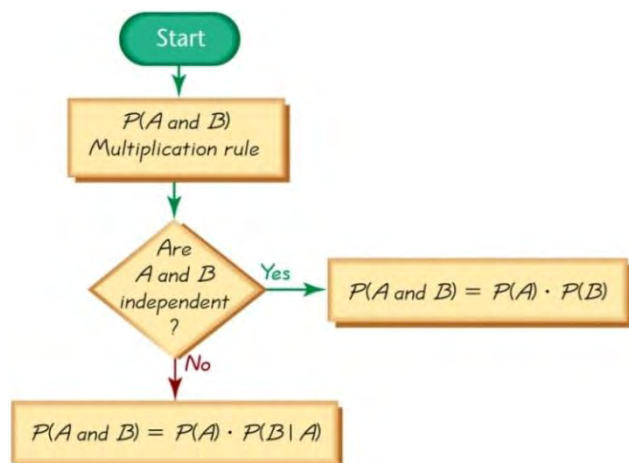 Start
P(A and B)
Multiplication rule
Are
A and B
independent
?
Yes
P(A and B) = P(A) · P(B)
No
P(A and B) = P(A) · P(B | A)